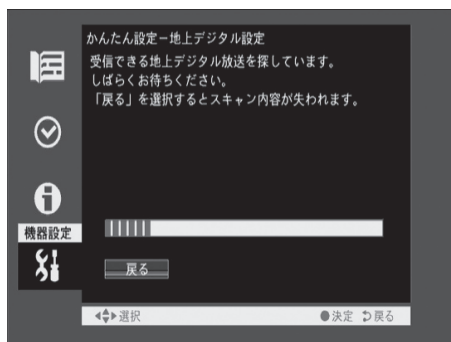 かんたん設定－地上デジタル設定
受信できる地上デジタル放送を探しています。
しばらくお待ちください。
「戻る」を選択するとスキャン内容が失われます。
機器設定
戻る
選択
決定 戻る